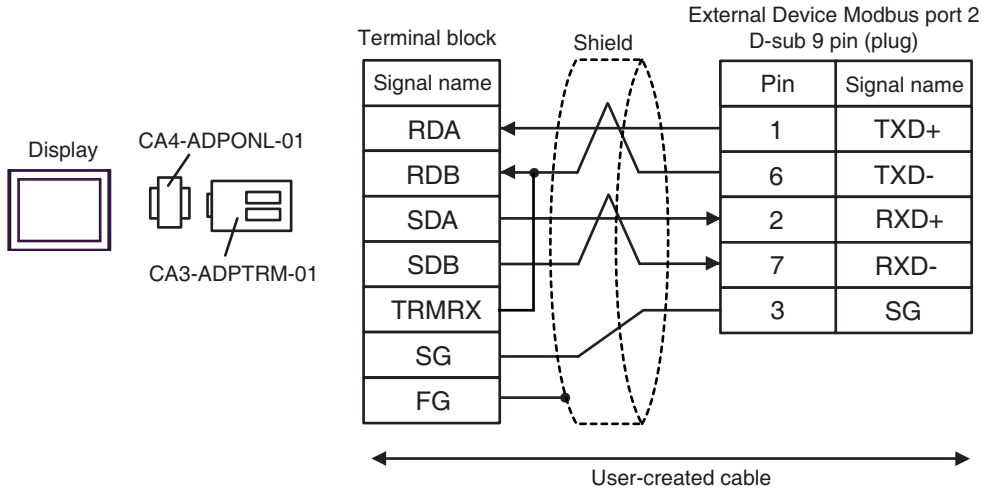 External Device Modbus port 2
D-sub 9 pin (plug)
Terminal block
Shield
Signal name
RDA
RDB
SDA
SDB
TRMRX
SG
FG
Pin Signal name
1 TXD+
6 TXD-
2 RXD+
7 RXD-
3 SG
Display
CA4-ADPONL-01
CA3-ADPTRM-01
User-created cable